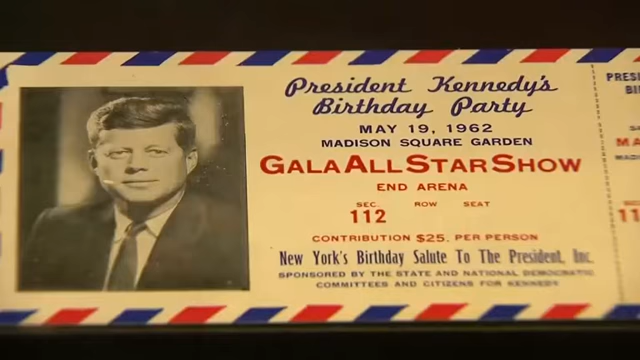 President Kennedy's
Birthday Party
MAY 19, 1962
MADISON SQUARE GARDEN
GALA ALL STAR SHOW
END ARENA
SEC. ROW SEAT
112
CONTRIBUTION $25. PER PERSON
New York's Birthday Salute To The President, Inc.
SPONSORED BY THE STATE AND NATIONAL DEMOCRATIC
COMMITTEES AND CITIZENS FOR KENNEDY